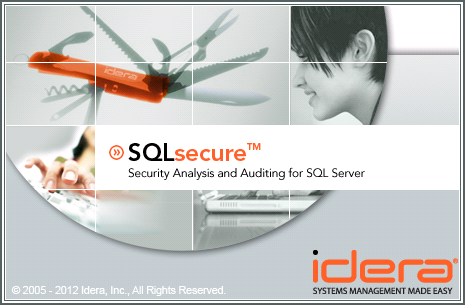 idera
SQLsecure™
Security Analysis and Auditing for SQL Server
idera®
SYSTEMS MANAGEMENT MADE EASY
© 2005 - 2012 Idera, Inc., All Rights Reserved.